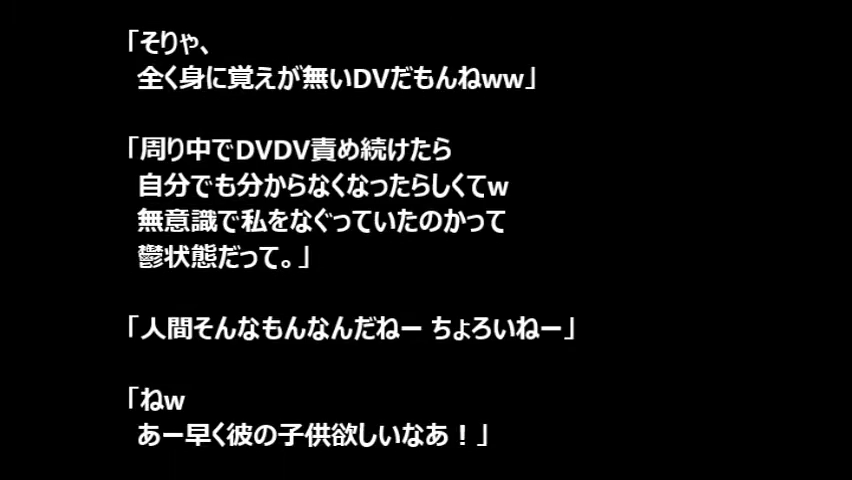 「そりゃ、
全く身に覚えが無いDVだもんねww」
「周り中でDVDV責め続けたら
自分でも分からなくなったらしくてw
無意識で私をなぐっていたのかって
鬱状態だって。」
「人間そんなもんなんだねー ちょろいねー」
「ねw
あー早く彼の子供欲しいなあ！」